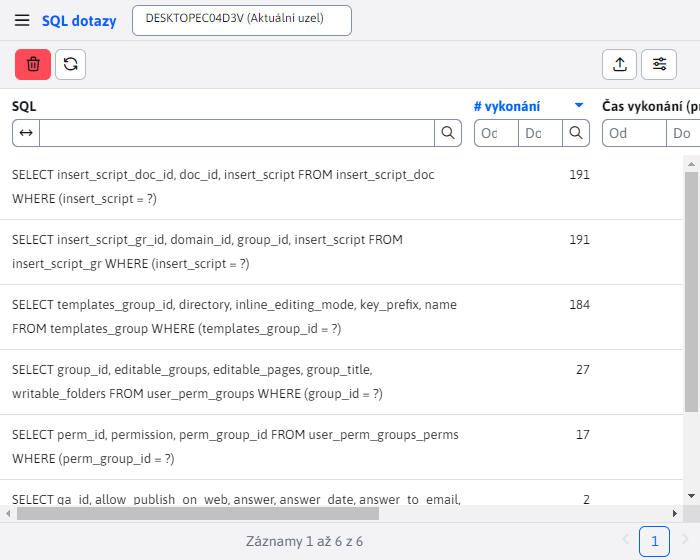 SQL dotazy
DESKTOPEC04D3V (Aktuální uzel)
SQL
# vykonání
Čas vykonání (p
Od
Do
Od
Do
SELECT insert_script_doc_id, doc_id, insert_script FROM insert_script_doc
WHERE (insert_script = ?)
191
SELECT insert_script_gr_id, domain_id, group_id, insert_script FROM
insert_script_gr WHERE (insert_script = ?)
191
SELECT templates_group_id, directory, inline_editing_mode, key_prefix, name
FROM templates_group WHERE (templates_group_id = ?)
184
SELECT group_id, editable_groups, editable_pages, group_title,
writable_folders FROM user_perm_groups WHERE (group_id = ?)
27
SELECT perm_id, permission, perm_group_id FROM user_perm_groups_perms
WHERE (perm_group_id = ?)
17
SELECT qa_id, allow_publish_on_web, answer, answer_date, answer_to_email,
2
Záznamy 1 až 6 z 6
1